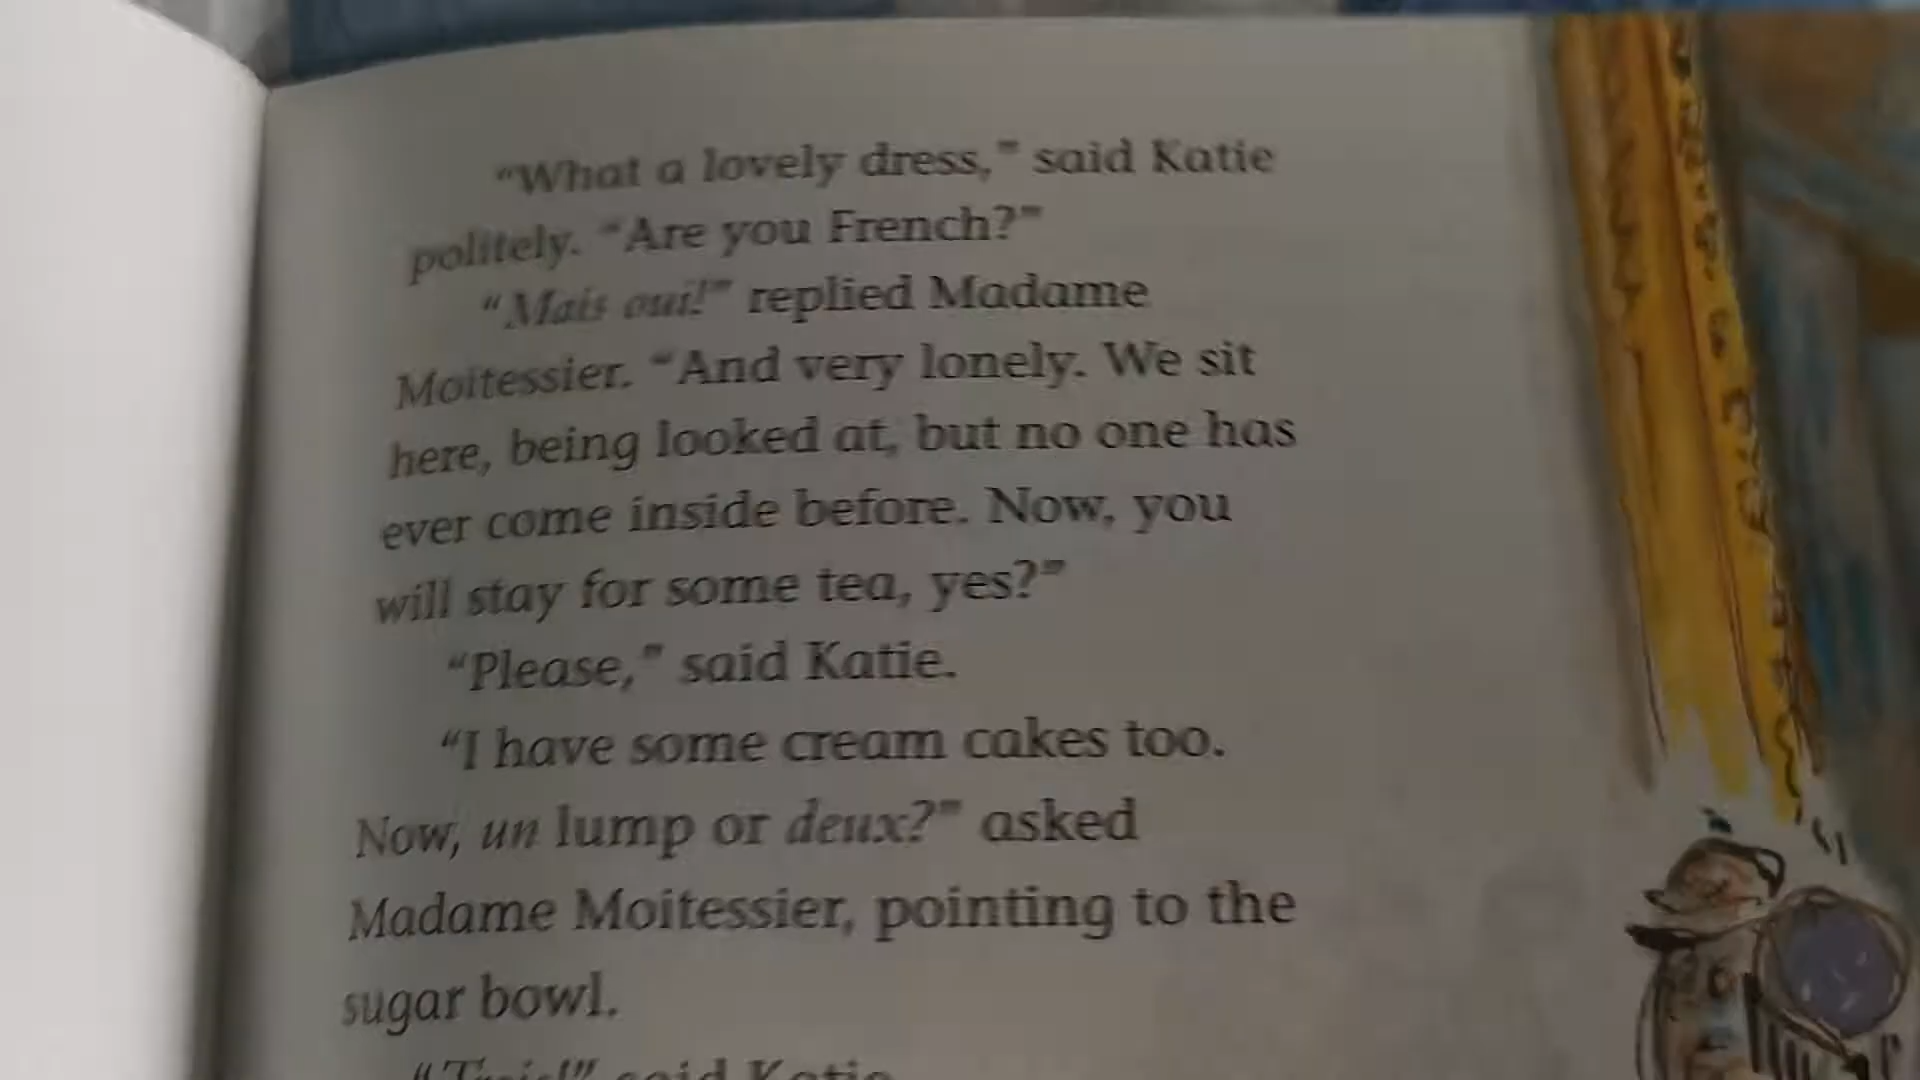 “What a lovely dress,” said Katie
politely. “Are you French?”
“Mais oui!” replied Madame
Moitessier. “And very lonely. We sit
here, being looked at, but no one has
ever come inside before. Now, you
will stay for some tea, yes?”
“Please,” said Katie.
“I have some cream cakes too.
Now, un lump or deux?” asked
Madame Moitessier, pointing to the
sugar bowl.
“Trois!” said Katie